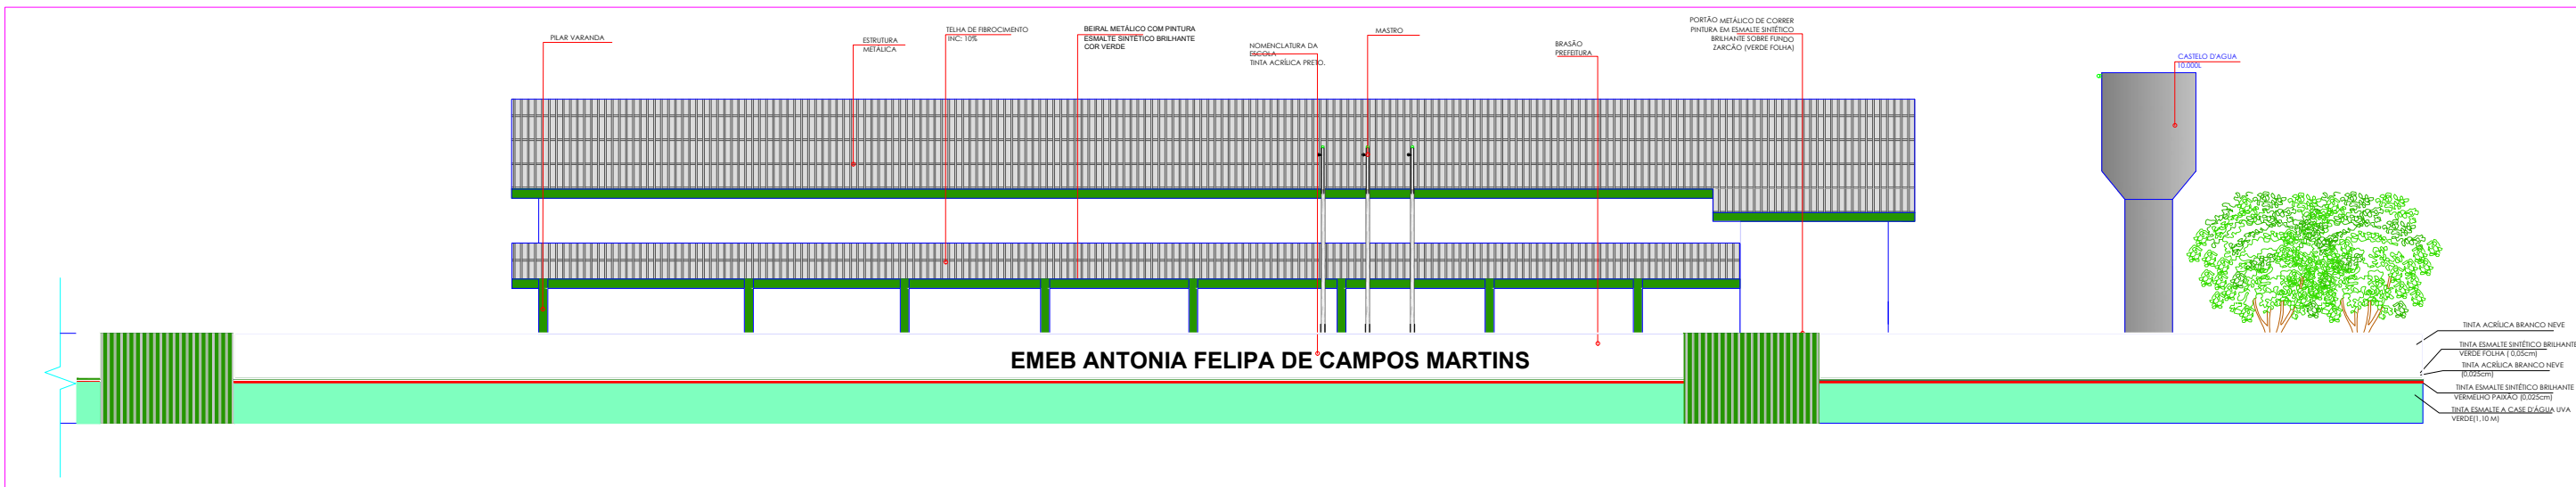 PILAR VARANDA
ESTRUTURA
METÁLICA
TELHA DE FIBROCIMENTO
INC: 10%
BEIRAL METÁLICO COM PINTURA
ESMALTE SINTÉTICO BRILHANTE
COR VERDE
NOMENCLATURA DA
ESCOLA
TINTA ACRÍLICA PRETO.
MASTRO
BRASÃO
PREFEITURA
PORTÃO METÁLICO DE CORRER
PINTURA EM ESMALTE SINTÉTICO
BRILHANTE SOBRE FUNDO
ZARCÃO (VERDE FOLHA)
CASTELO D'AGUA
10.000L
EMEB ANTONIA FELIPA DE CAMPOS MARTINS
TINTA ACRÍLICA BRANCO NEVE
TINTA ESMALTE SINTÉTICO BRILHANTE
VERDE FOLHA ( 0,05cm)
TINTA ACRÍLICA BRANCO NEVE
(0,025cm)
TINTA ESMALTE SINTÉTICO BRILHANTE
VERMELHO PAIXÃO (0,025cm)
TINTA ESMALTE A CASE D'ÁGUA UVA
VERDE(1,10 M)